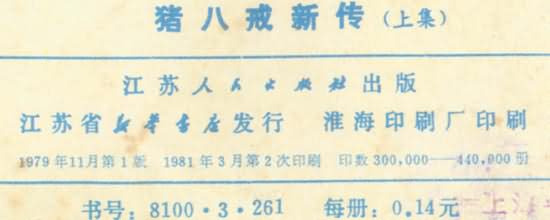 猪八戒新传(上集)
江苏人民出版社出版
江苏省新华书店发行 淮海印刷厂印刷
1979年11月第1版 1981年3月第2次印刷 印数300,000——440,000册
书号：8100·3·261 每册：0.14元